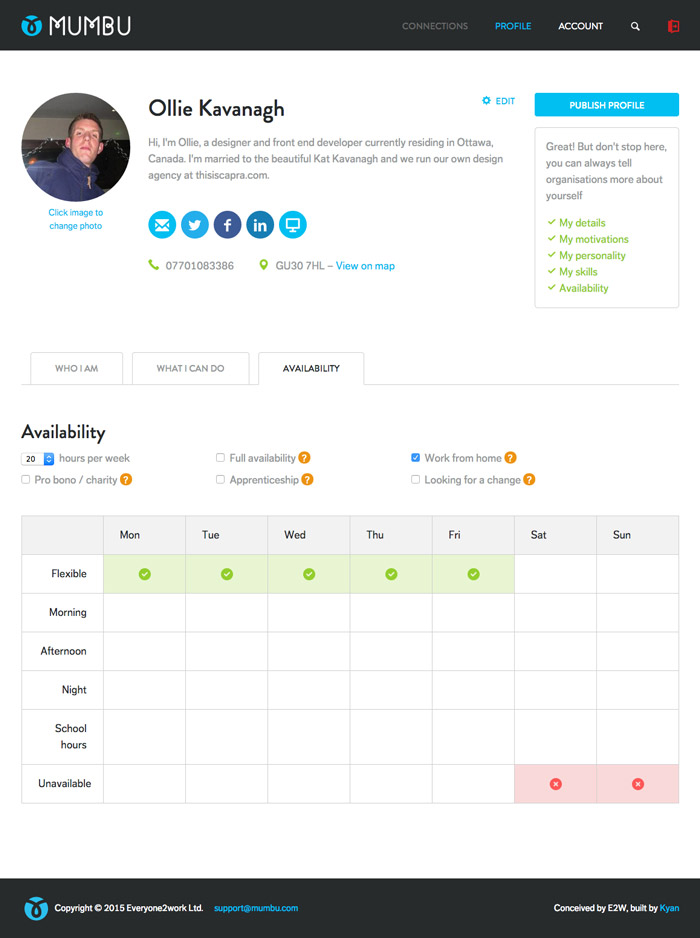 MUMBU
CONNECTIONS PROFILE ACCOUNT
Ollie Kavanagh
EDIT
Hi, I'm Ollie, a designer and front end developer currently residing in Ottawa,
Canada. I'm married to the beautiful Kat Kavanagh and we run our own design
agency at thisiscapra.com.
Click image to
change photo
07701083386 GU30 7HL – View on map
PUBLISH PROFILE
Great! But don't stop here,
you can always tell
organisations more about
yourself
My details
My motivations
My personality
My skills
Availability
WHO I AM WHAT I CAN DO AVAILABILITY
Availability
20 hours per week Full availability ? Work from home ?
Pro bono / charity ? Apprenticeship ? Looking for a change ?
Mon Tue Wed Thu Fri Sat Sun
Flexible
Morning
Afternoon
Night
School
hours
Unavailable
Copyright © 2015 Everyone2work Ltd. support@mumbu.com Conceived by E2W, built by Kyan